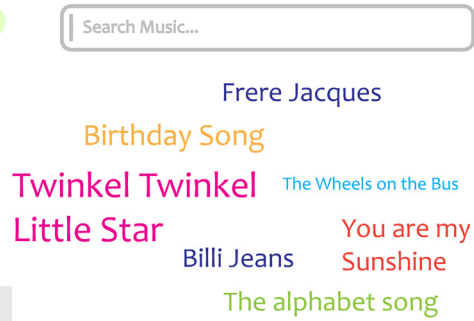 Search Music...
Frere Jacques
Birthday Song
Twinkel Twinkel
Little Star
The Wheels on the Bus
You are my
Sunshine
Billi Jeans
The alphabet song